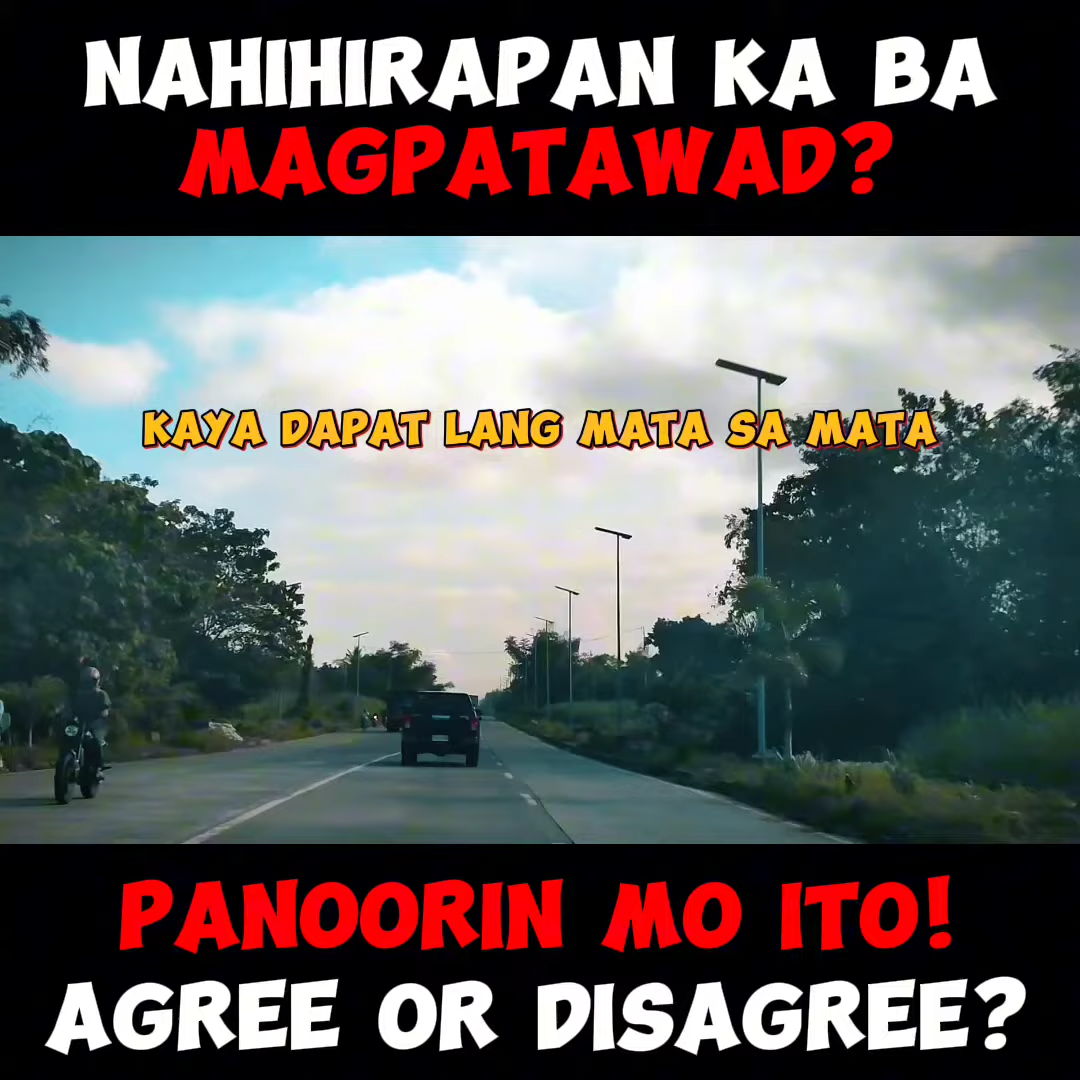 NAHIHIRAPAN KA BA
MAGPATAWAD?
KAYA DAPAT LANG MATA SA MATA
PANOORIN MO ITO!
AGREE OR DISAGREE?